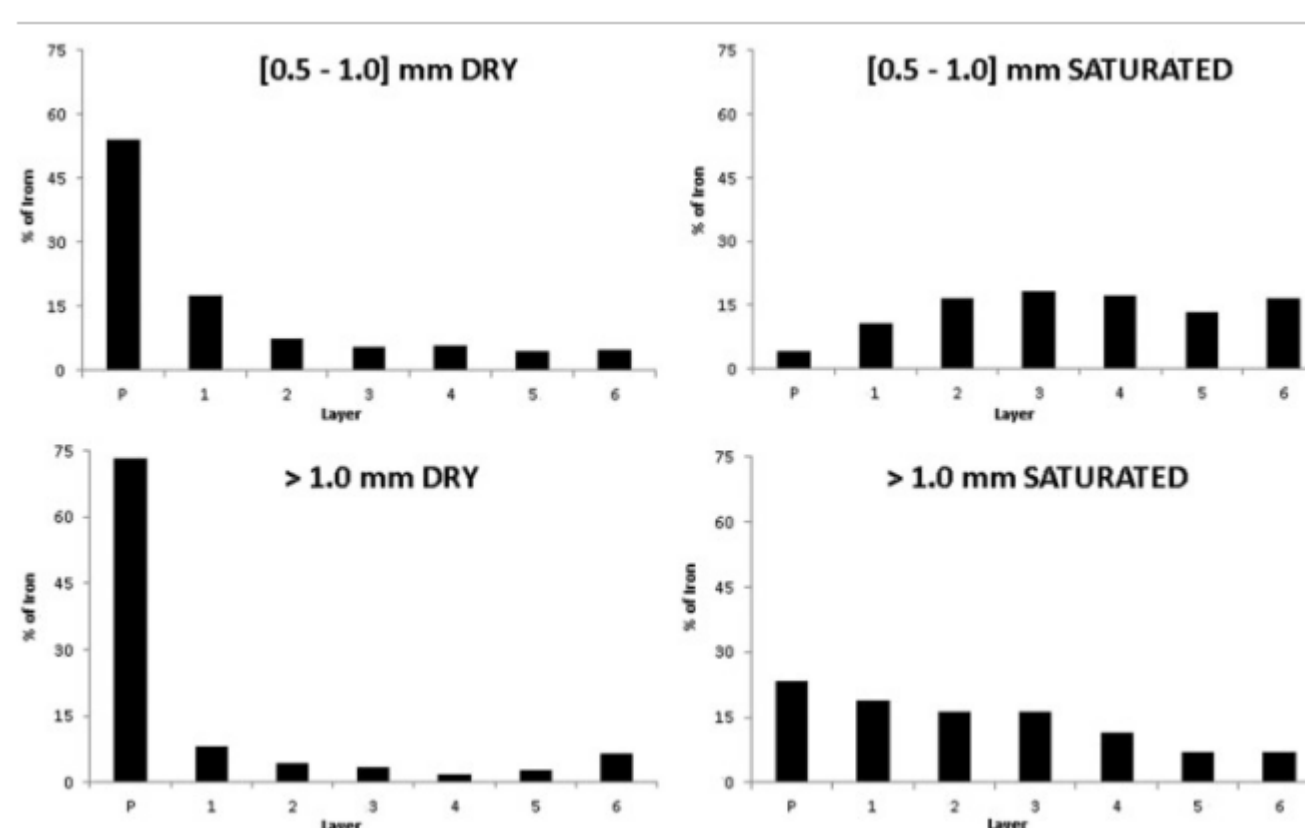 [0.5 - 1.0] mm DRY
75
60
45
30
15
0
% of Irom
P 1 2 3 4 5 6
Layer
[0.5 - 1.0] mm SATURATED
75
60
45
30
15
0
% of Iron
P 1 2 3 4 5 6
Layer
> 1.0 mm DRY
75
60
45
30
15
0
% of Iron
P 1 2 3 4 5 6
Layer
> 1.0 mm SATURATED
75
60
45
30
15
0
% of Iron
P 1 2 3 4 5 6
Layer